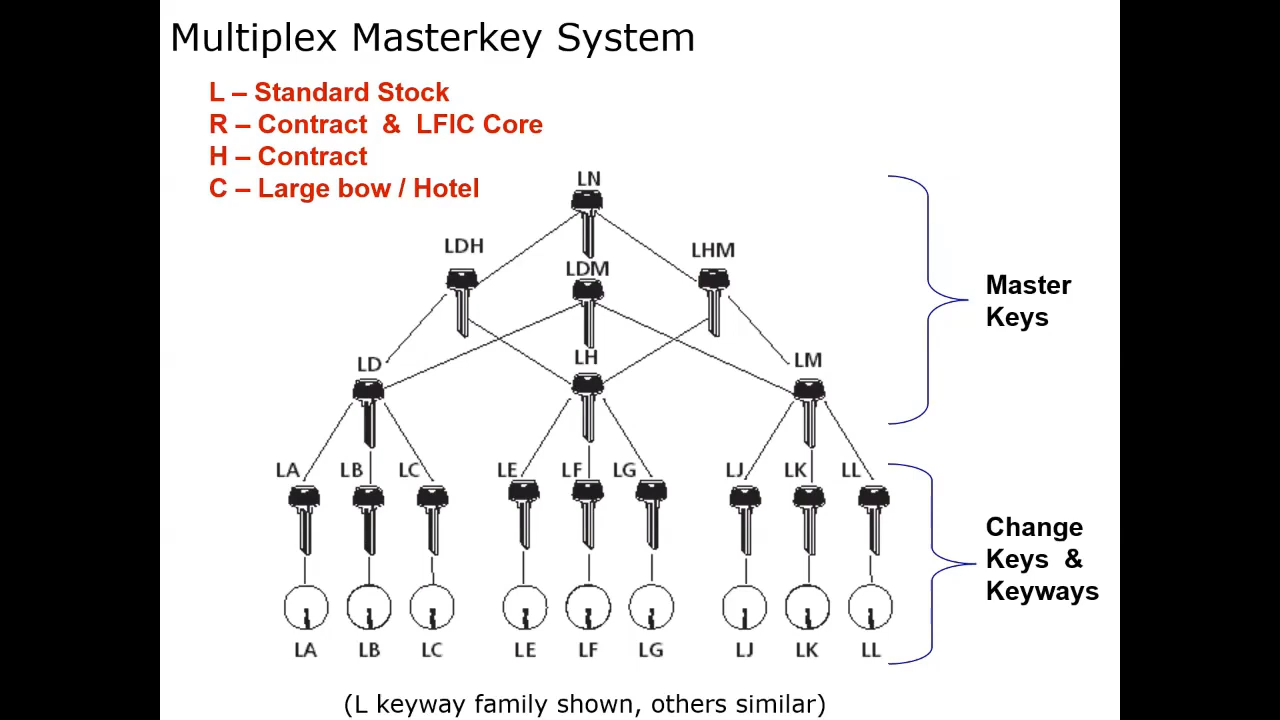 Multiplex Masterkey System
L – Standard Stock
R – Contract & LFIC Core
H – Contract
C – Large bow / Hotel
LN
LDH
LDM
LHM
Master
Keys
LD
LH
LM
LA
LB
LC
LE
LF
LG
LJ
LK
LL
Change
Keys &
Keyways
LA
LB
LC
LE
LF
LG
LJ
LK
LL
(L keyway family shown, others similar)